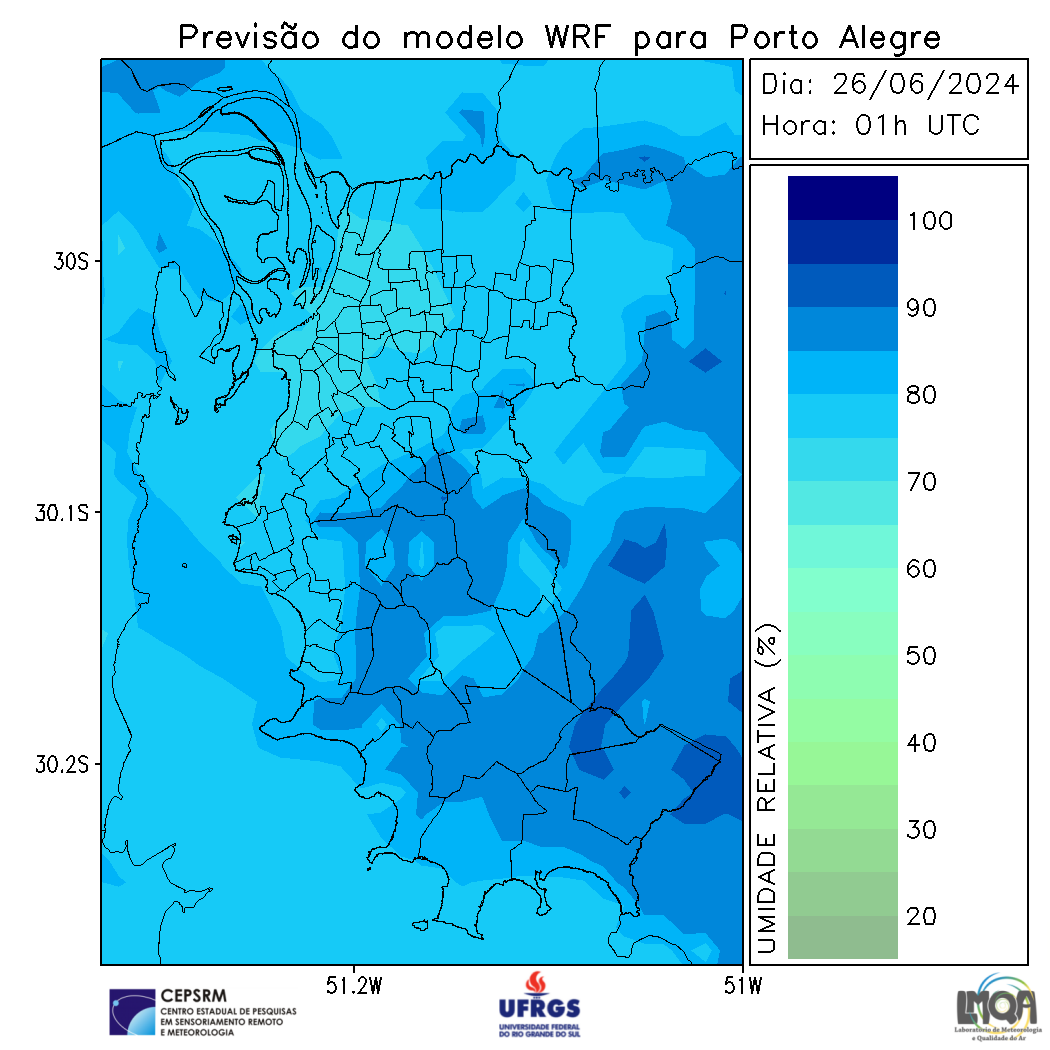 Previsão do modelo WRF para Porto Alegre
Dia: 26/06/2024
Hora: 01h UTC
30S
30.1S
30.2S
51.2W
51W
UMIDADE RELATIVA (%)
100
90
80
70
60
50
40
30
20
CEPSRM
CENTRO ESTADUAL DE PESQUISAS
EM SENSORIAMENTO REMOTO
E METEOROLOGIA
UFRGS
UNIVERSIDADE FEDERAL
DO RIO GRANDE DO SUL
LMQA
Laboratório de Meteorologia
e Qualidade do Ar